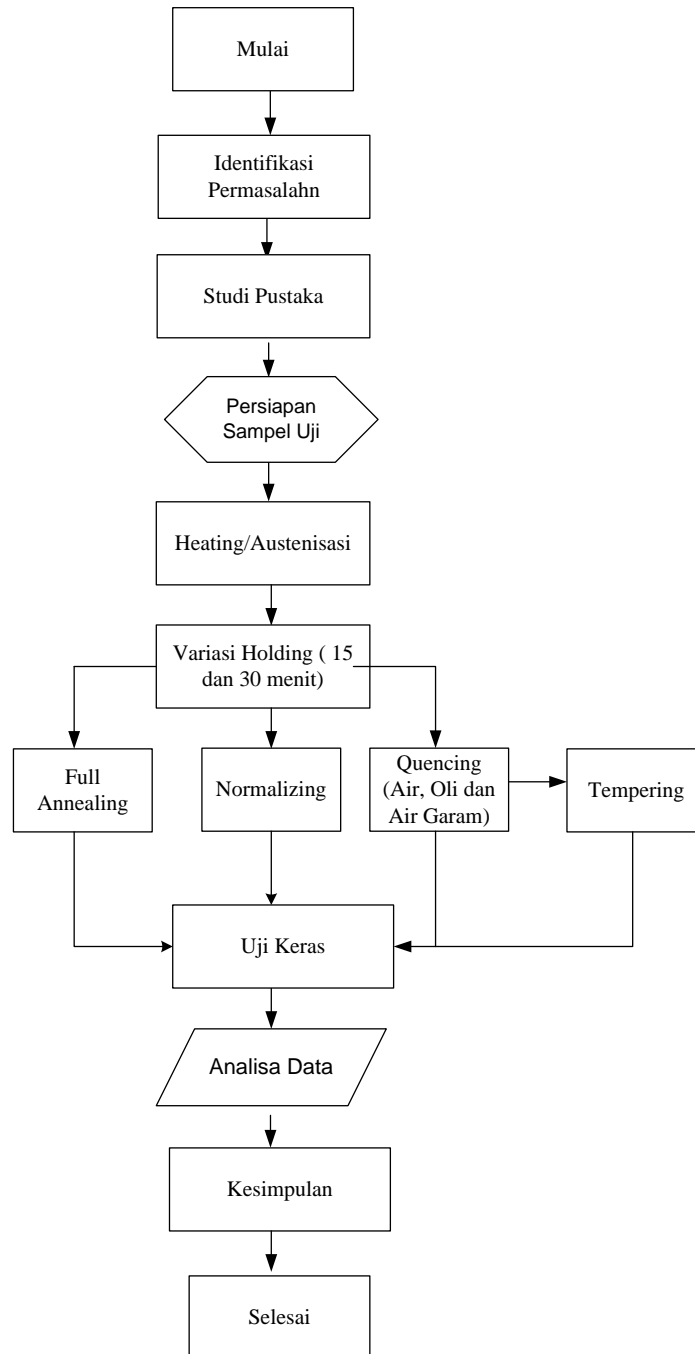 Mulai
Identifikasi
Permasalahn
Studi Pustaka
Persiapan
Sampel Uji
Heating/Austenisasi
Variasi Holding ( 15
dan 30 menit)
Full
Annealing
Normalizing
Quencing
(Air, Oli dan
Air Garam)
Tempering
Uji Keras
Analisa Data
Kesimpulan
Selesai